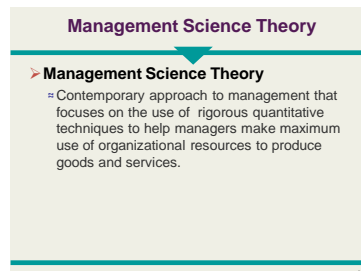 Management Science Theory
Management Science Theory
Contemporary approach to management that
focuses on the use of rigorous quantitative
techniques to help managers make maximum
use of organizational resources to produce
goods and services.